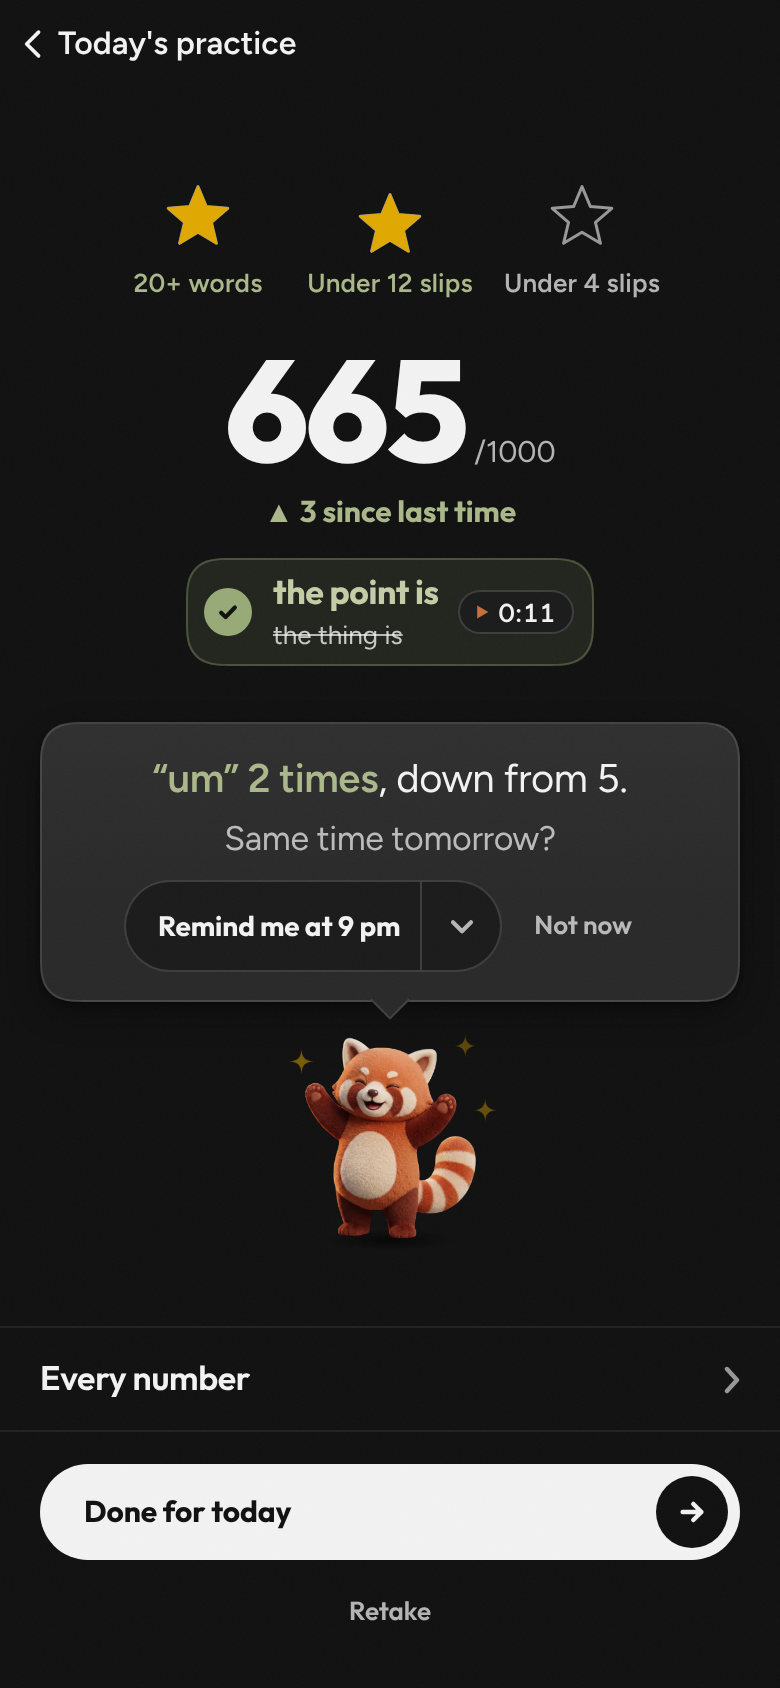 Today's practice
20+ words
Under 12 slips
Under 4 slips
665/1000
▲ 3 since last time
the point is
the thing is
0:11
“um” 2 times, down from 5.
Same time tomorrow?
Remind me at 9 pm
Not now
Every number
Done for today
Retake